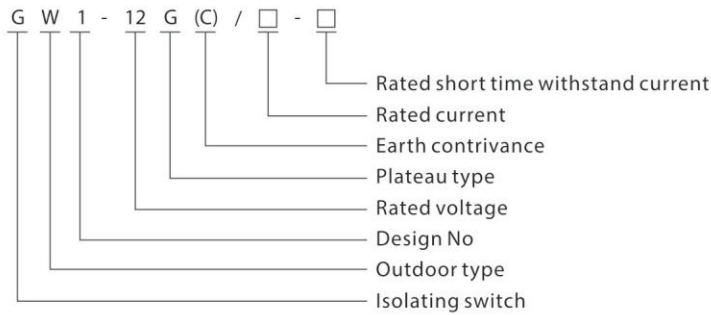 G W 1 - 12 G (C) / □ - □
Rated short time withstand current
Rated current
Earth contrivance
Plateau type
Rated voltage
Design No
Outdoor type
Isolating switch